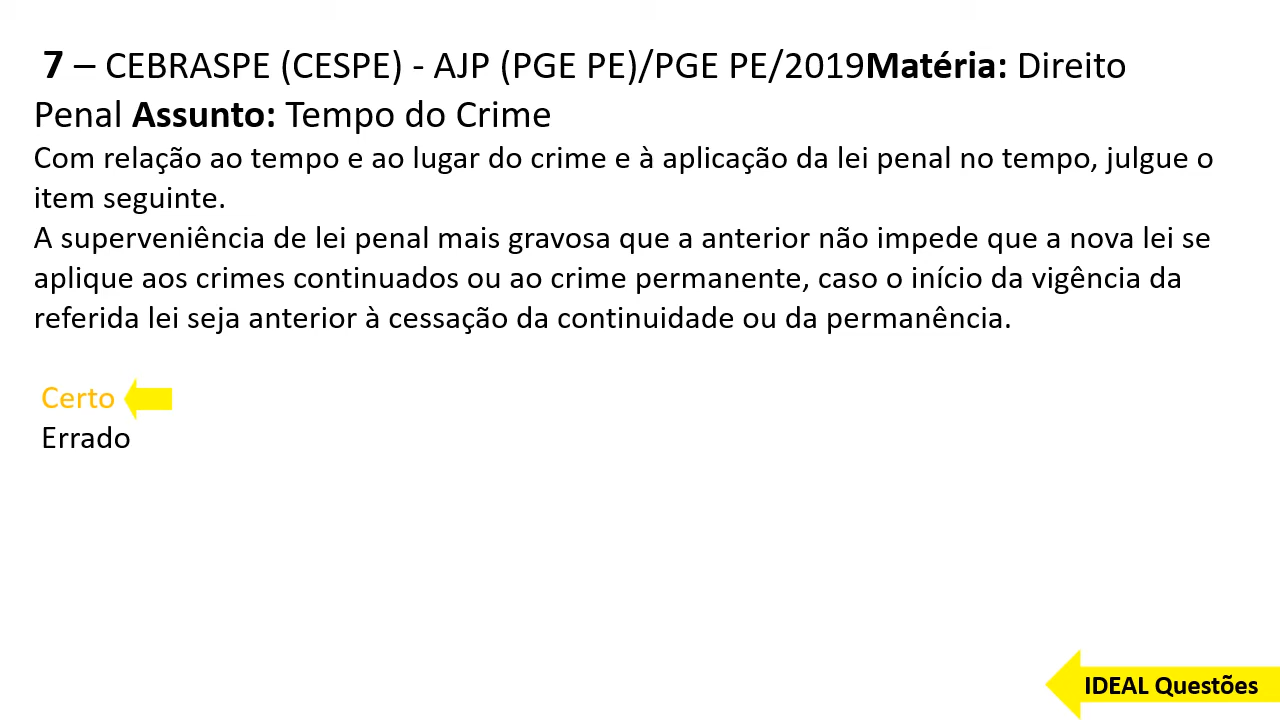 7 – CEBRASPE (CESPE) - AJP (PGE PE)/PGE PE/2019Matéria: Direito
Penal Assunto: Tempo do Crime
Com relação ao tempo e ao lugar do crime e à aplicação da lei penal no tempo, julgue o
item seguinte.
A superveniência de lei penal mais gravosa que a anterior não impede que a nova lei se
aplique aos crimes continuados ou ao crime permanente, caso o início da vigência da
referida lei seja anterior à cessação da continuidade ou da permanência.
Certo
Errado
IDEAL Questões